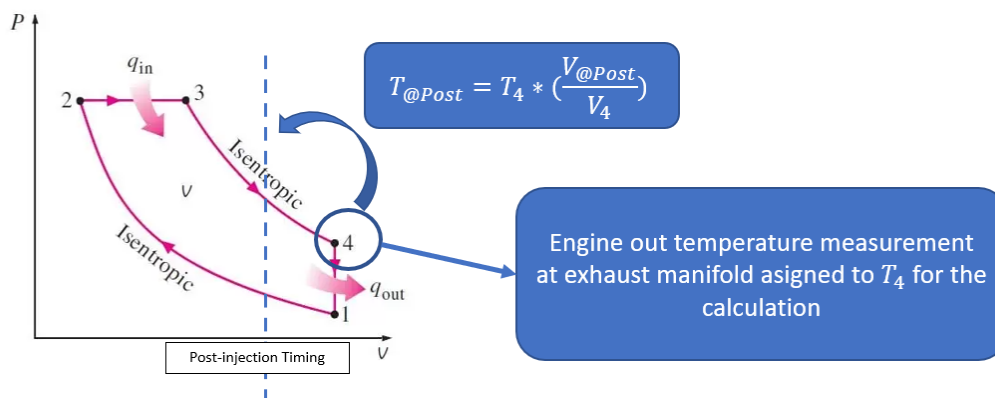 P
q_in
2
3
Isentropic
ν
Isentropic
4
q_out
1
Post-injection Timing
ν
T_{@Post} = T_4 * (\frac{V_{@Post}}{V_4})
Engine out temperature measurement
at exhaust manifold asigned to T_4 for the
calculation